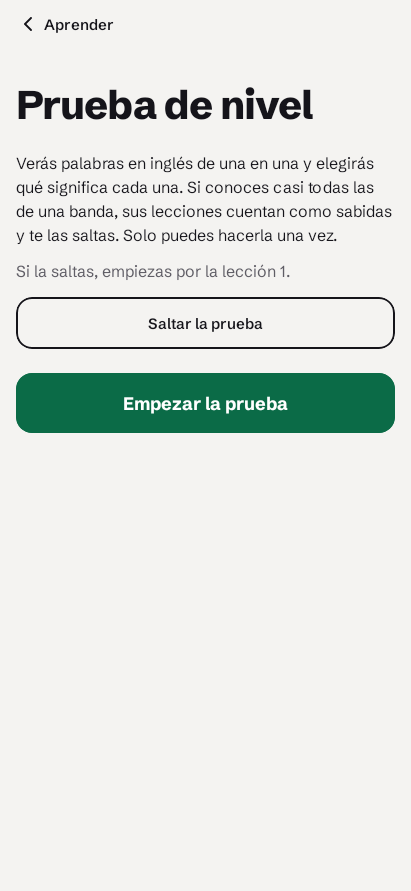 Aprender
Prueba de nivel
Verás palabras en inglés de una en una y elegirás
qué significa cada una. Si conoces casi todas las
de una banda, sus lecciones cuentan como sabidas
y te las saltas. Solo puedes hacerla una vez.
Si la saltas, empiezas por la lección 1.
Saltar la prueba
Empezar la prueba